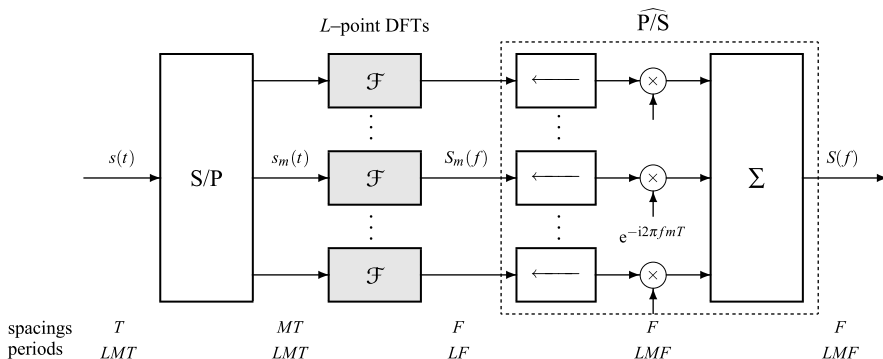 L–point DFTs
P/S
ℱ
s(t)
S/P
s_m(t)
ℱ
S_m(f)
×
×
Σ
S(f)
e^{−i2πfmT}
ℱ
×
spacings T MT F F F
periods LMT LMT LF LMF LMF